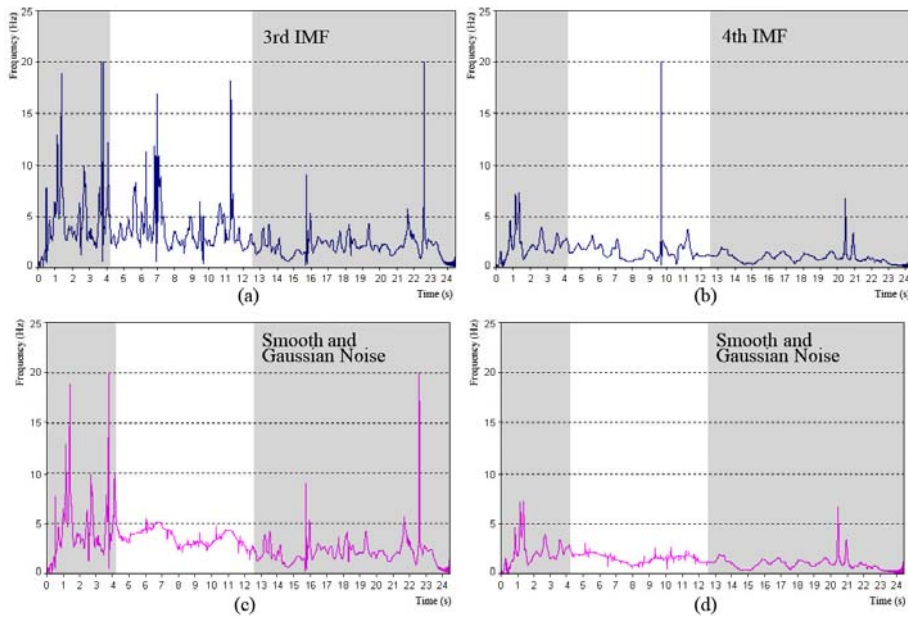 Frequency (Hz)
25
20
15
10
5
0
3rd IMF
0 1 2 3 4 5 6 7 8 9 10 11 12 13 14 15 16 17 18 19 20 21 22 23 24
(a)
Time (s)
Frequency (Hz)
25
20
15
10
5
0
4th IMF
0 1 2 3 4 5 6 7 8 9 10 11 12 13 14 15 16 17 18 19 20 21 22 23 24
(b)
Time (s)
Frequency (Hz)
25
20
15
10
5
0
Smooth and
Gaussian Noise
0 1 2 3 4 5 6 7 8 9 10 11 12 13 14 15 16 17 18 19 20 21 22 23 24
Time (s)
(c)
Frequency (Hz)
25
20
15
10
5
0
Smooth and
Gaussian Noise
0 1 2 3 4 5 6 7 8 9 10 11 12 13 14 15 16 17 18 19 20 21 22 23 24
Time (s)
(d)